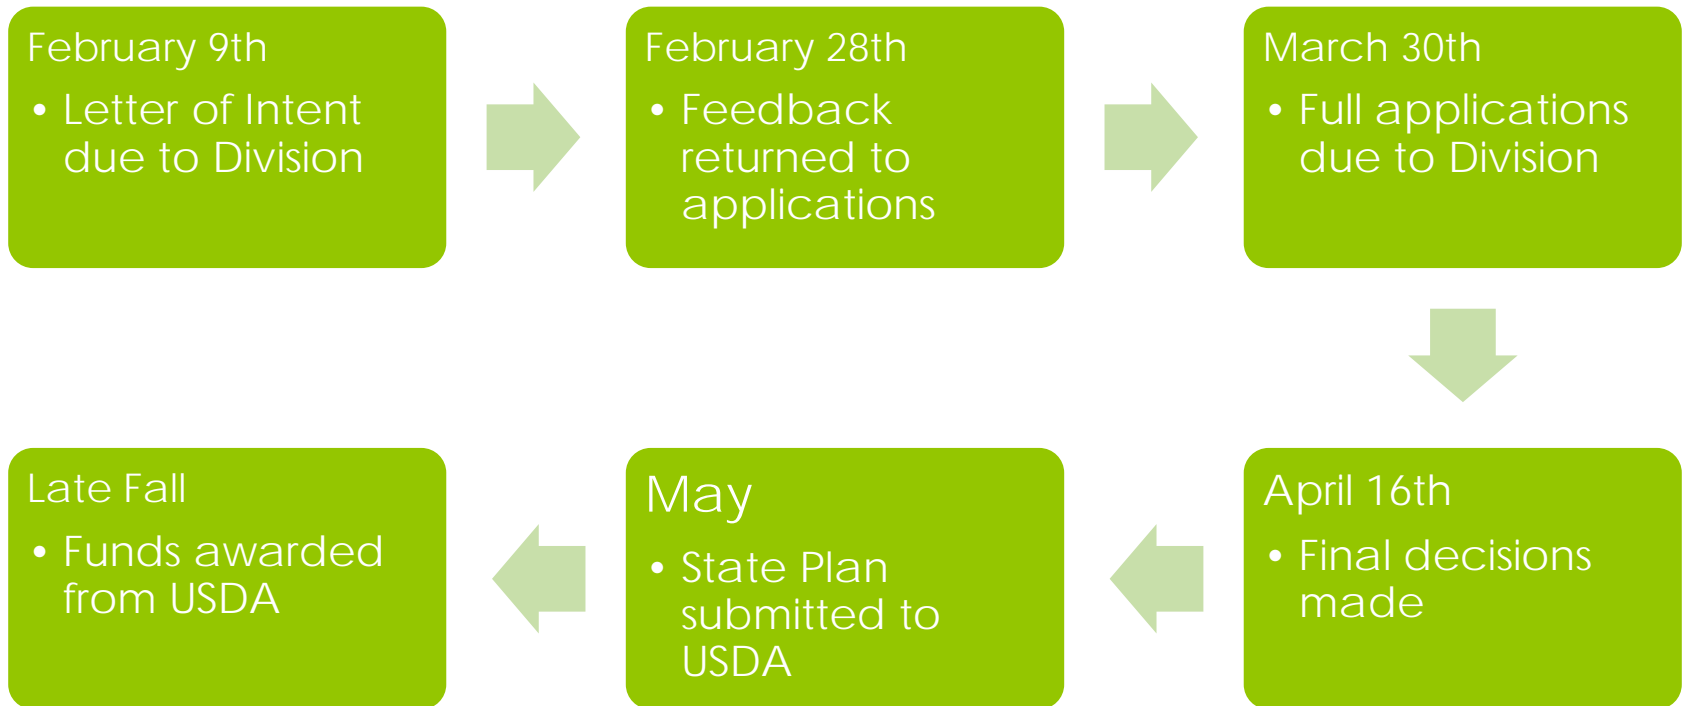 February 9th
• Letter of Intent
due to Division
February 28th
• Feedback
returned to
applications
March 30th
• Full applications
due to Division
April 16th
• Final decisions
made
May
• State Plan
submitted to
USDA
Late Fall
• Funds awarded
from USDA